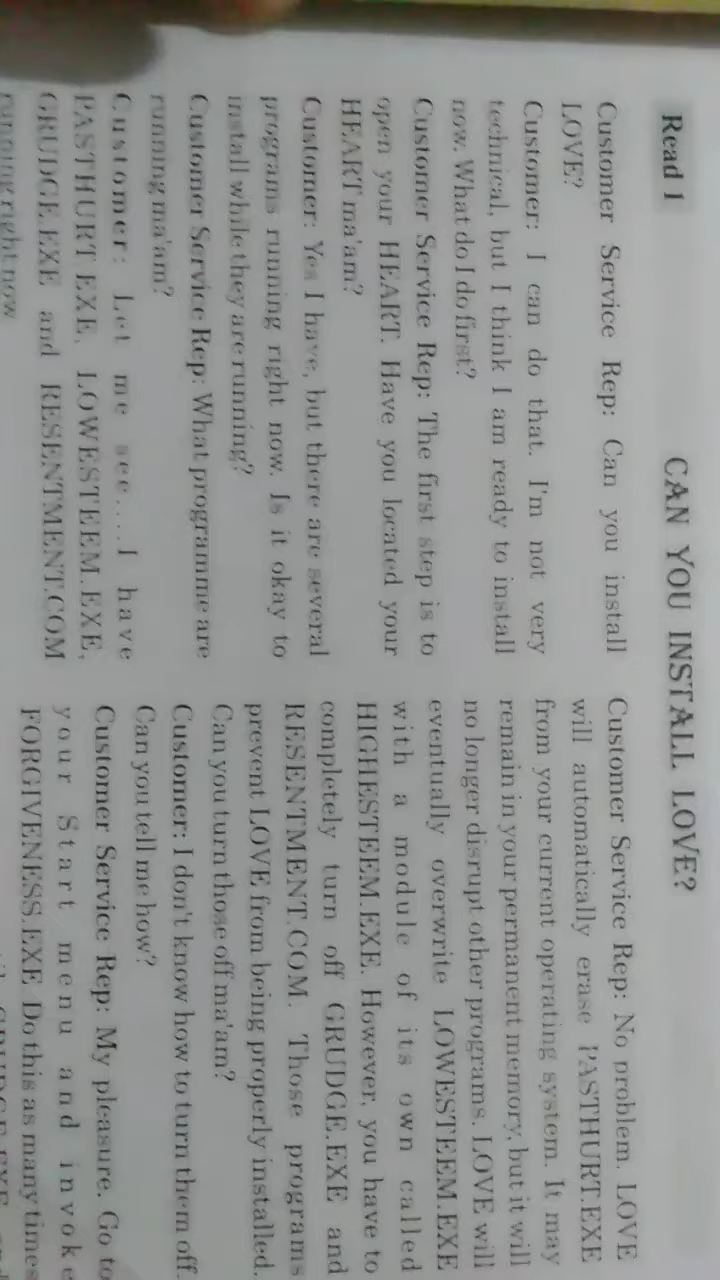 Read 1
CAN YOU INSTALL LOVE?
Customer Service Rep: Can you install
LOVE?
Customer: I can do that. I'm not very
technical, but I think I am ready to install
now. What do I do first?
Customer Service Rep: The first step is to
open your HEART. Have you located your
HEART ma'am?
Customer: Yes I have, but there are several
programs running right now. Is it okay to
install while they are running?
Customer Service Rep: What programme are
running ma'am?
Customer: Let me see....I have
PASTHURT.EXE, LOWESTEEM.EXE,
GRUDGE.EXE and RESENTMENT.COM
running right now
Customer Service Rep: No problem. LOVE
will automatically erase PASTHURT.EXE
from your current operating system. It may
remain in your permanent memory, but it will
no longer disrupt other programs. LOVE will
eventually overwrite LOWESTEEM.EXE
with a module of its own called
HIGHESTEEM.EXE. However, you have to
completely turn off GRUDGE.EXE and
RESENTMENT.COM. Those programs
prevent LOVE from being properly installed.
Can you turn those off ma'am?
Customer: I don't know how to turn them off.
Can you tell me how?
Customer Service Rep: My pleasure. Go to
your Start menu and invoke
FORGIVENESS.EXE Do this as many times
GRUDGE.EXE and